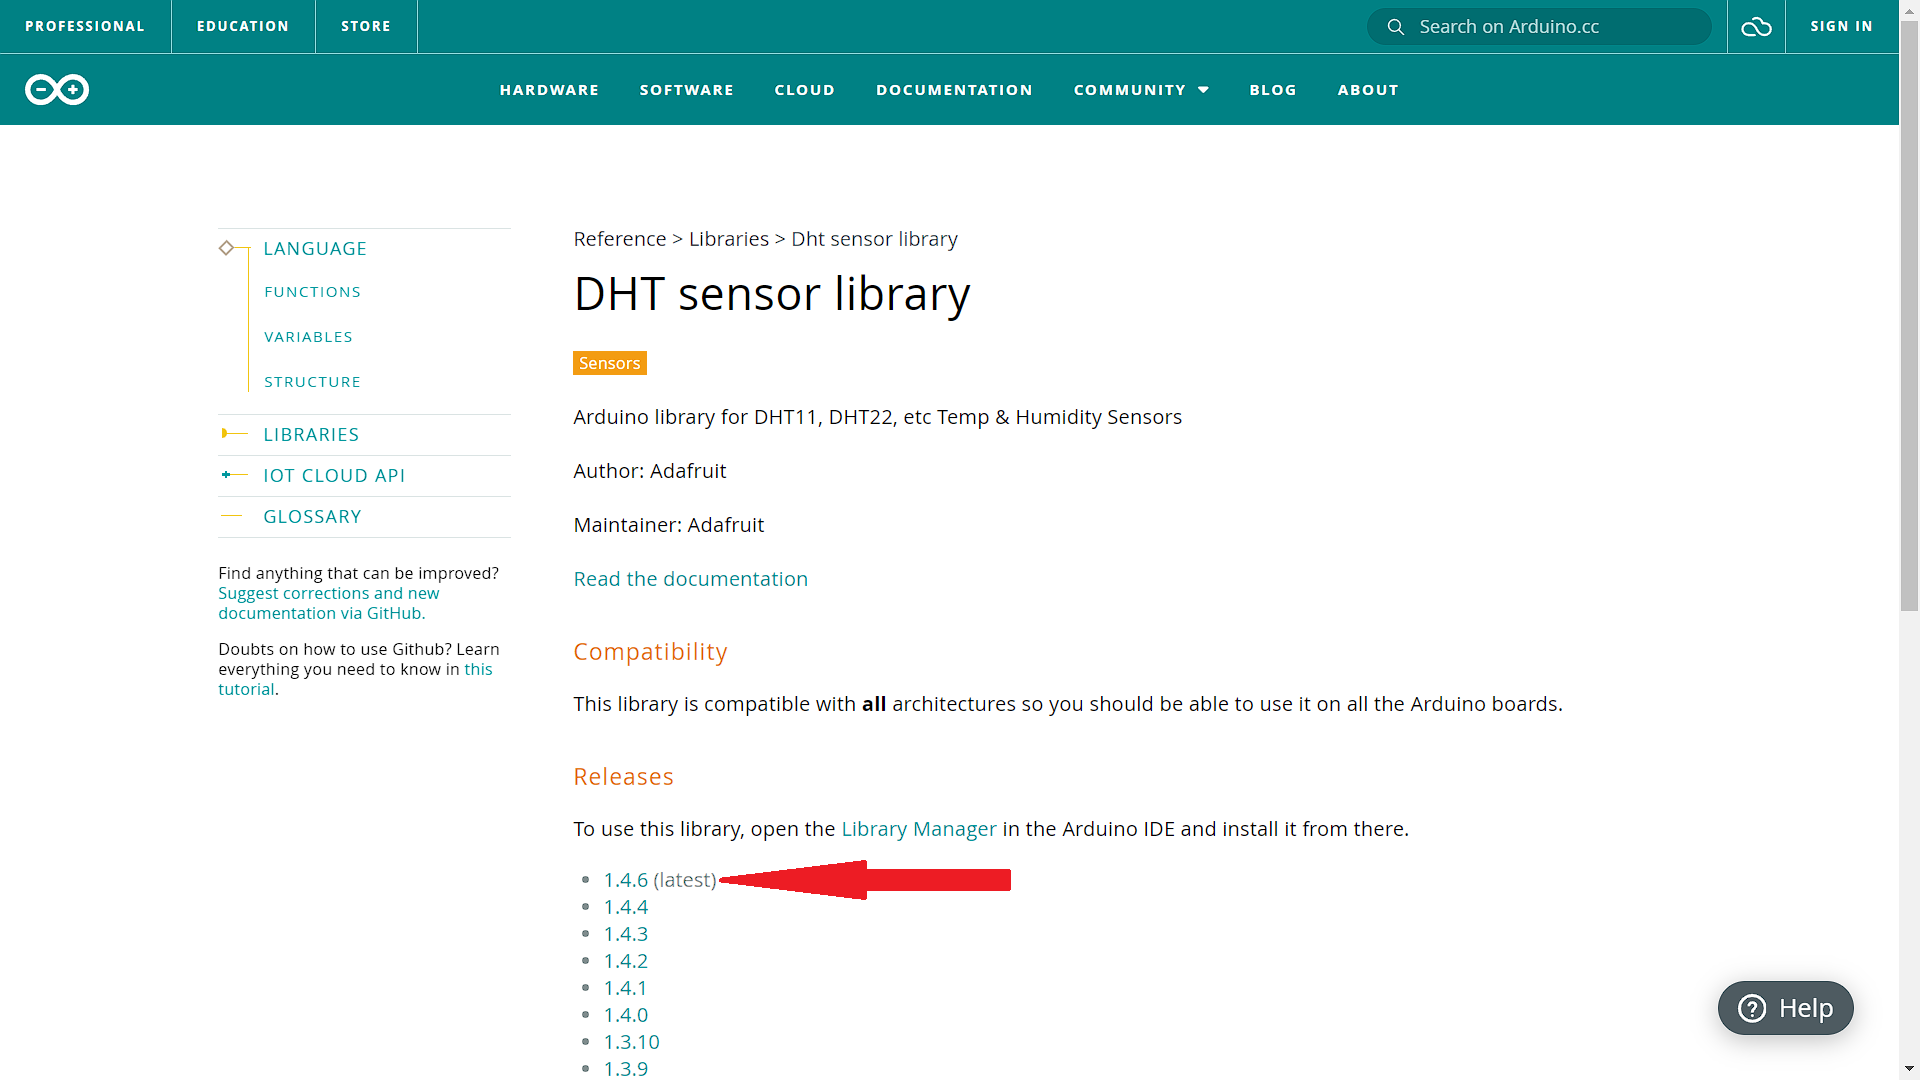 PROFESSIONAL
EDUCATION
STORE
Search on Arduino.cc
SIGN IN
HARDWARE
SOFTWARE
CLOUD
DOCUMENTATION
COMMUNITY
BLOG
ABOUT
LANGUAGE
FUNCTIONS
VARIABLES
STRUCTURE
LIBRARIES
IOT CLOUD API
GLOSSARY
Find anything that can be improved?
Suggest corrections and new
documentation via GitHub.
Doubts on how to use Github? Learn
everything you need to know in this
tutorial.
Reference > Libraries > Dht sensor library
DHT sensor library
Sensors
Arduino library for DHT11, DHT22, etc Temp & Humidity Sensors
Author: Adafruit
Maintainer: Adafruit
Read the documentation
Compatibility
This library is compatible with all architectures so you should be able to use it on all the Arduino boards.
Releases
To use this library, open the Library Manager in the Arduino IDE and install it from there.
1.4.6 (latest)
1.4.4
1.4.3
1.4.2
1.4.1
1.4.0
1.3.10
1.3.9
Help